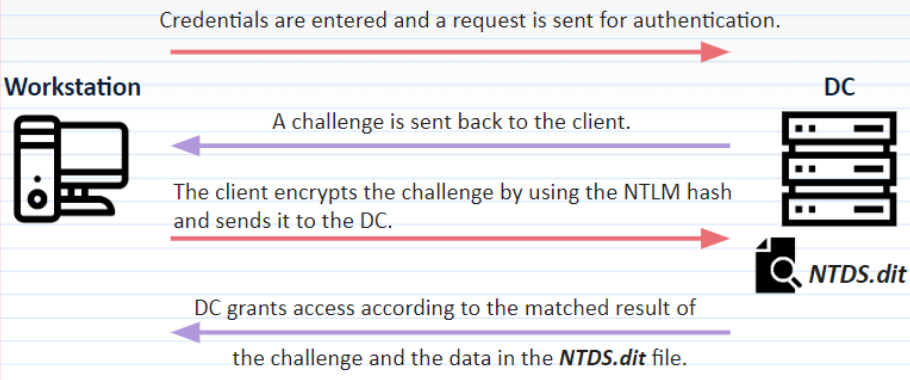 Credentials are entered and a request is sent for authentication.
Workstation
DC
A challenge is sent back to the client.
The client encrypts the challenge by using the NTLM hash
and sends it to the DC.
NTDS.dit
DC grants access according to the matched result of
the challenge and the data in the NTDS.dit file.